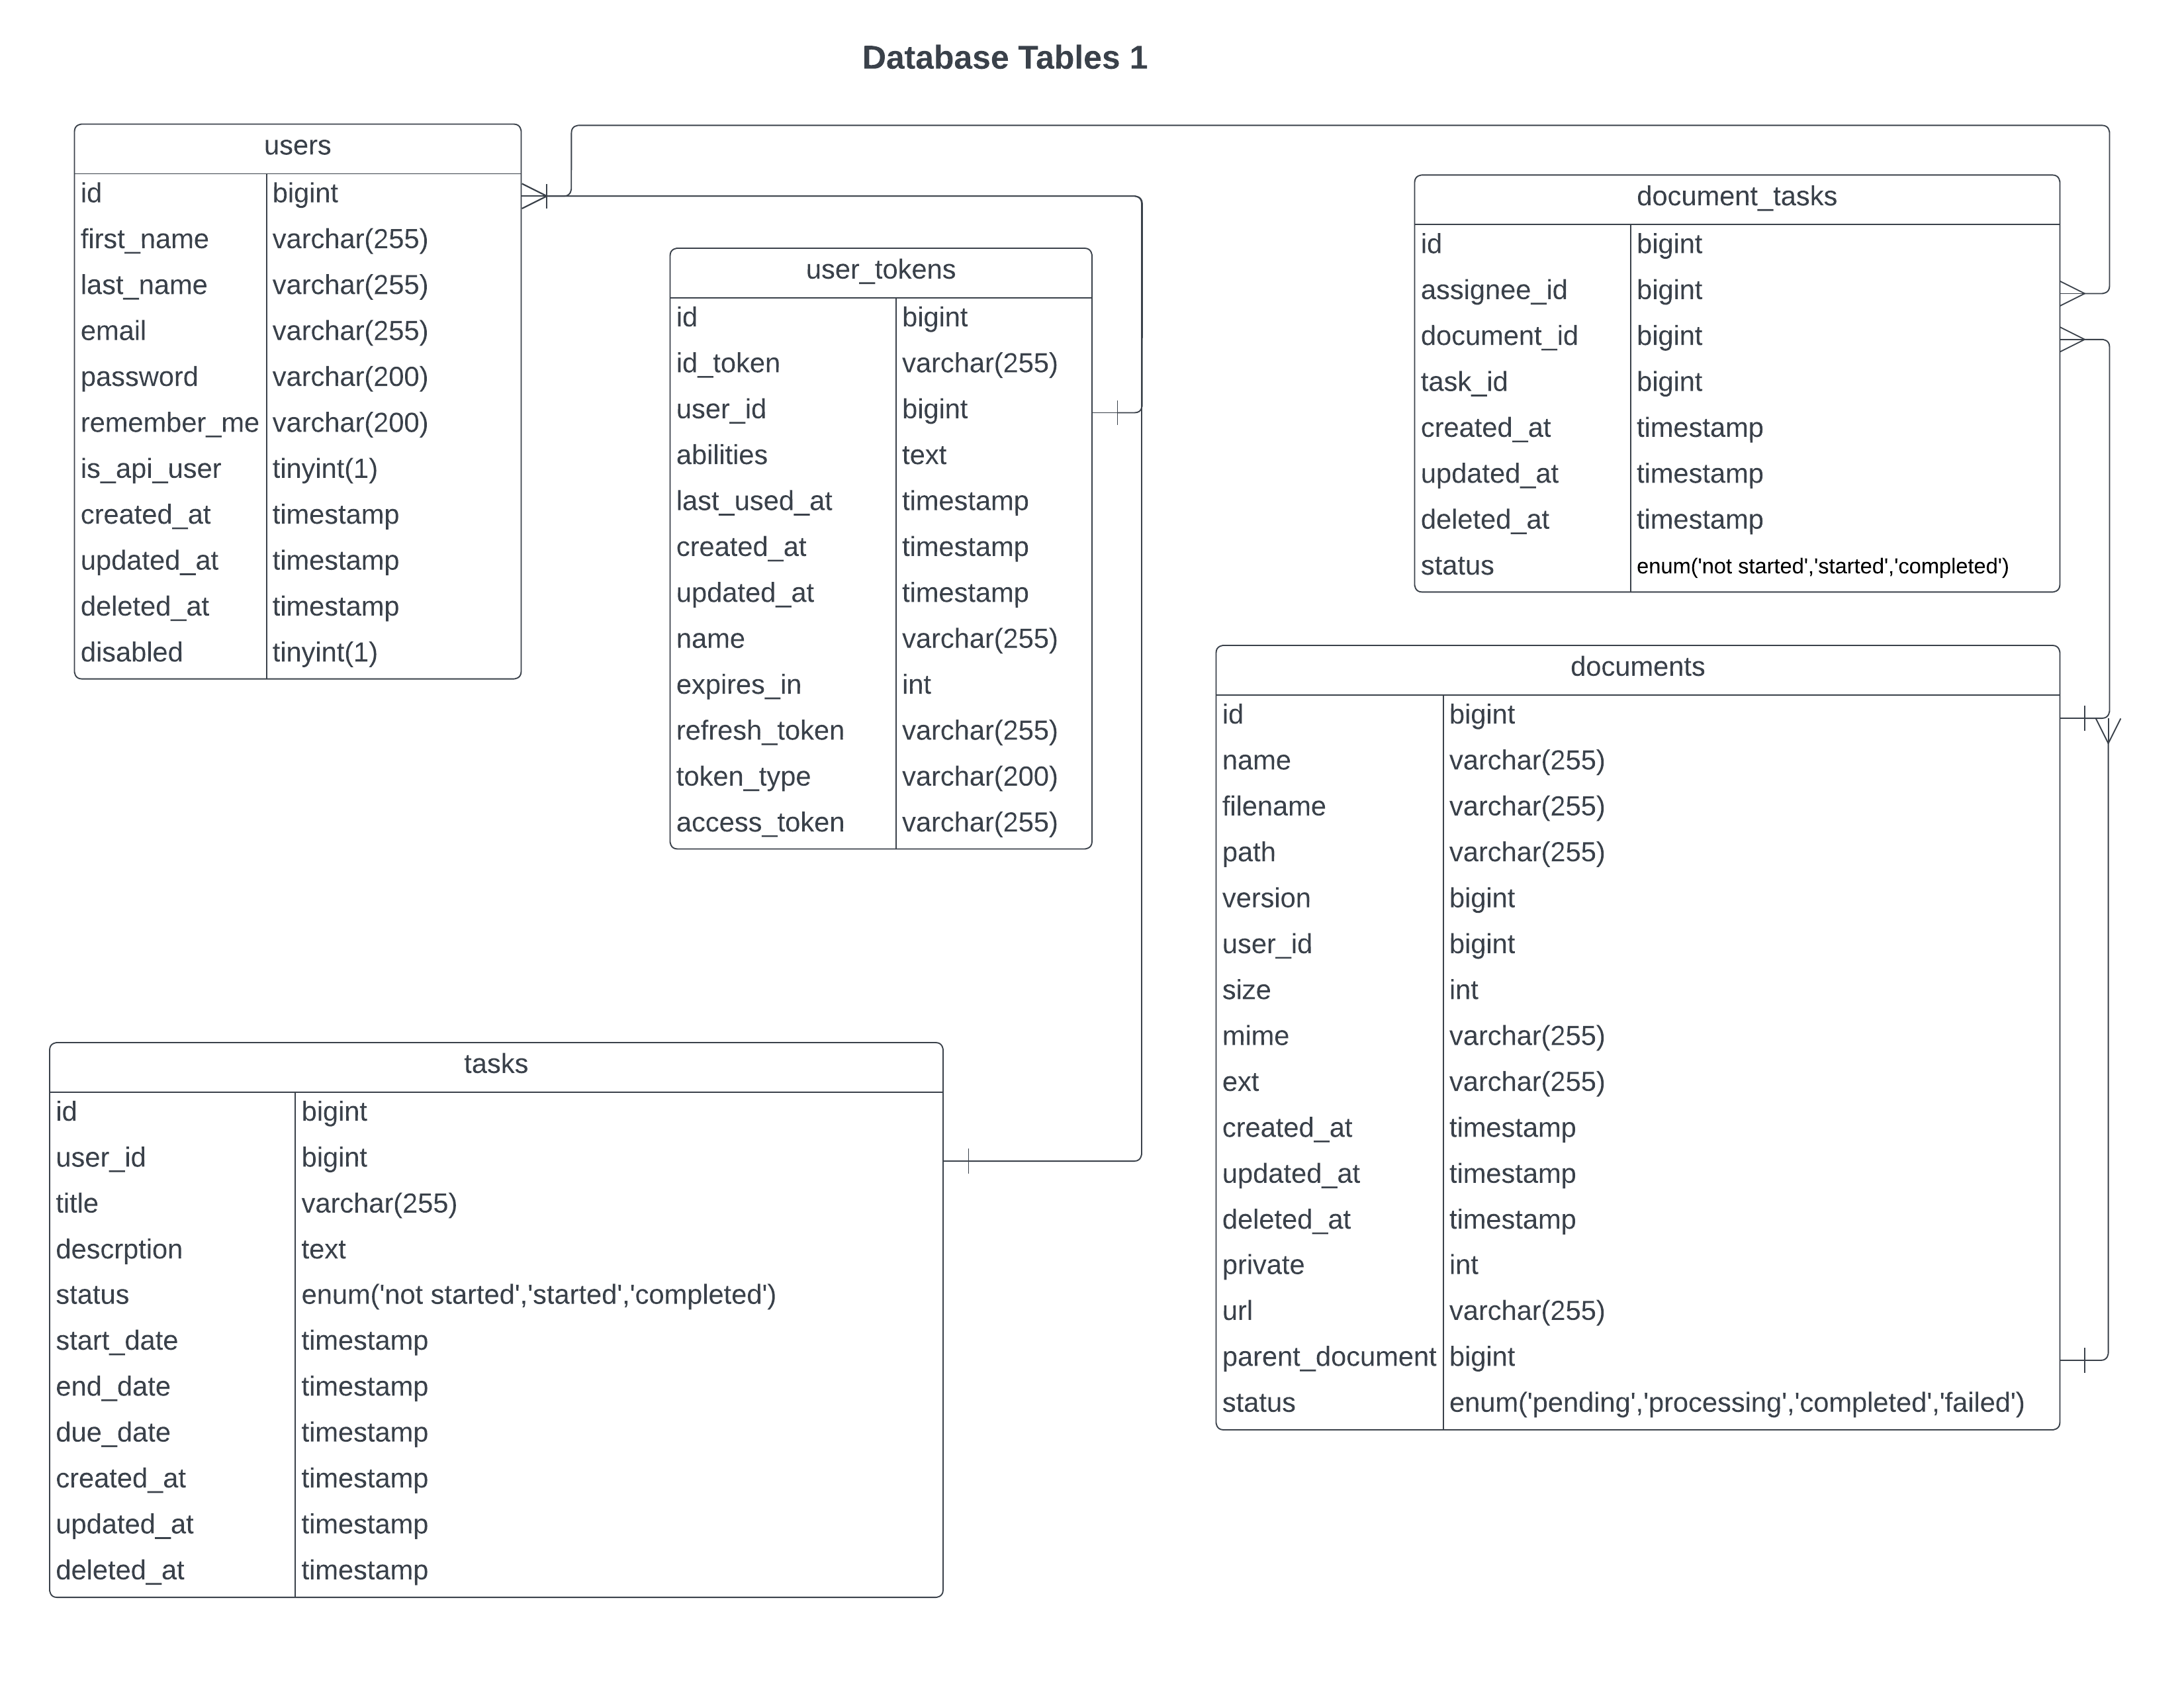 Database Tables 1
users
id bigint
first_name varchar(255)
last_name varchar(255)
email varchar(255)
password varchar(200)
remember_me varchar(200)
is_api_user tinyint(1)
created_at timestamp
updated_at timestamp
deleted_at timestamp
disabled tinyint(1)
user_tokens
id bigint
id_token varchar(255)
user_id bigint
abilities text
last_used_at timestamp
created_at timestamp
updated_at timestamp
name varchar(255)
expires_in int
refresh_token varchar(255)
token_type varchar(200)
access_token varchar(255)
document_tasks
id bigint
assignee_id bigint
document_id bigint
task_id bigint
created_at timestamp
updated_at timestamp
deleted_at timestamp
status enum('not started','started','completed')
documents
id bigint
name varchar(255)
filename varchar(255)
path varchar(255)
version bigint
user_id bigint
size int
mime varchar(255)
ext varchar(255)
created_at timestamp
updated_at timestamp
deleted_at timestamp
private int
url varchar(255)
parent_document bigint
status enum('pending','processing','completed','failed')
tasks
id bigint
user_id bigint
title varchar(255)
descrption text
status enum('not started','started','completed')
start_date timestamp
end_date timestamp
due_date timestamp
created_at timestamp
updated_at timestamp
deleted_at timestamp